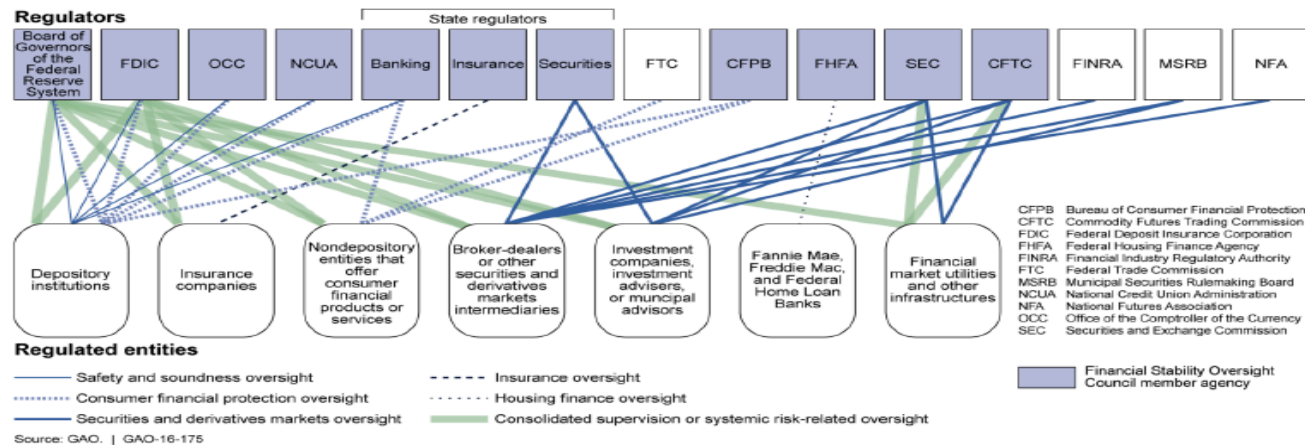 Regulators
State regulators
Board of
Governors
of the
Federal
Reserve
System
FDIC
OCC
NCUA
Banking
Insurance
Securities
FTC
CFPB
FHFA
SEC
CFTC
FINRA
MSRB
NFA
Depository
institutions
Insurance
companies
Nondepository
entities that
offer
consumer
financial
products or
services
Broker-dealers
or other
securities and
derivatives
markets
intermediaries
Investment
companies,
investment
advisers,
or muncipal
advisors
Fannie Mae,
Freddie Mac,
and Federal
Home Loan
Banks
Financial
market utilities
and other
infrastructures
CFPB Bureau of Consumer Financial Protection
CFTC Commodity Futures Trading Commission
FDIC Federal Deposit Insurance Corporation
FHFA Federal Housing Finance Agency
FINRA Financial Industry Regulatory Authority
FTC Federal Trade Commission
MSRB Municipal Securities Rulemaking Board
NCUA National Credit Union Administration
NFA National Futures Association
OCC Office of the Comptroller of the Currency
SEC Securities and Exchange Commission
Regulated entities
Safety and soundness oversight
Consumer financial protection oversight
Securities and derivatives markets oversight
Insurance oversight
Housing finance oversight
Consolidated supervision or systemic risk-related oversight
Financial Stability Oversight
Council member agency
Source: GAO. | GAO-16-175